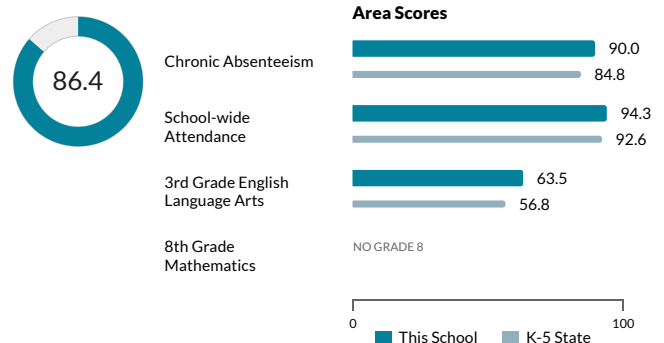 Area Scores
86.4
Chronic Absenteeism
90.0
84.8
School-wide
Attendance
94.3
92.6
3rd Grade English
Language Arts
63.5
56.8
8th Grade
Mathematics
NO GRADE 8
0
100
This School
K-5 State